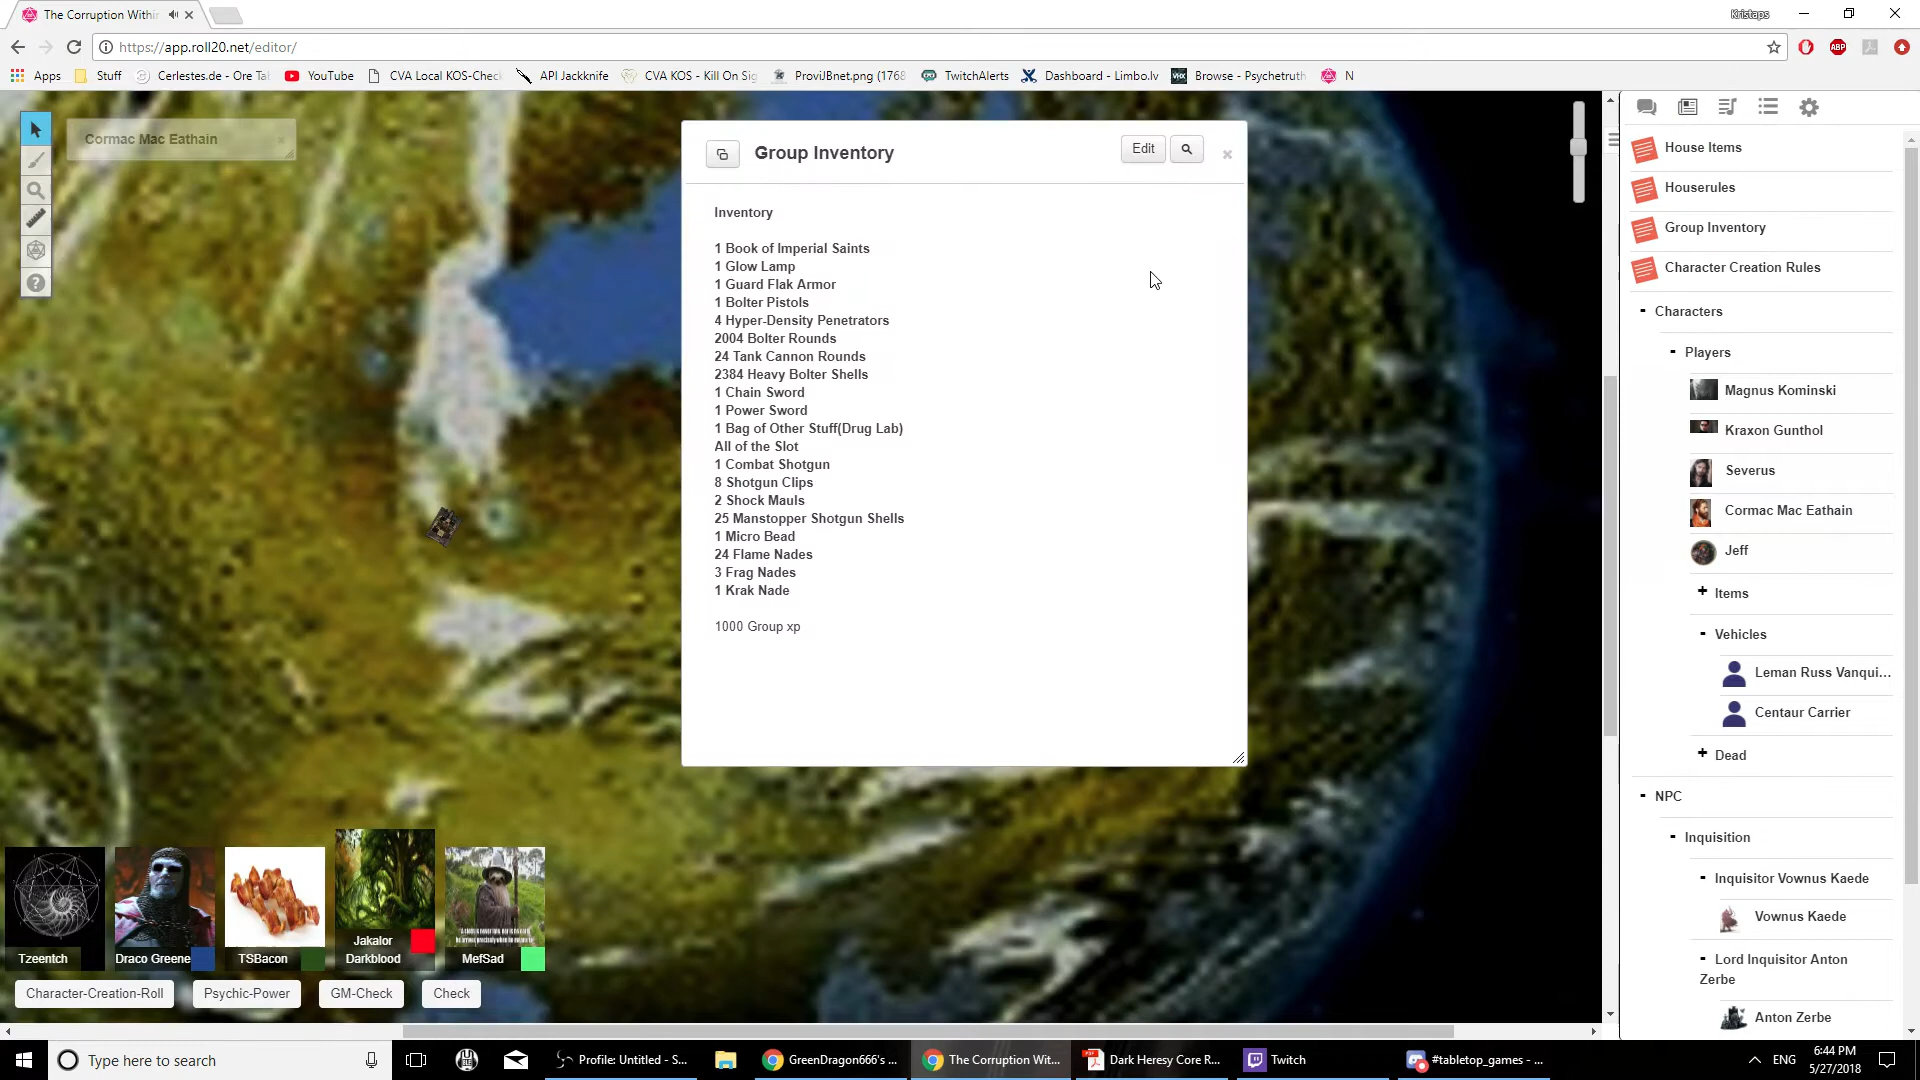 The Corruption Within
Kristaps
https://app.roll20.net/editor/
Apps
Stuff
Cerlestes.de - Ore Tab
YouTube
CVA Local KOS-Check
API Jackknife
CVA KOS - Kill On Sig
ProviJBnet.png (1768
TwitchAlerts
Dashboard - Limbo.lv
Browse - Psychetruth
N
Cormac Mac Eathain
Group Inventory
Edit
Inventory
1 Book of Imperial Saints
1 Glow Lamp
1 Guard Flak Armor
1 Bolter Pistols
4 Hyper-Density Penetrators
2004 Bolter Rounds
24 Tank Cannon Rounds
2384 Heavy Bolter Shells
1 Chain Sword
1 Power Sword
1 Bag of Other Stuff(Drug Lab)
All of the Slot
1 Combat Shotgun
8 Shotgun Clips
2 Shock Mauls
25 Manstopper Shotgun Shells
1 Micro Bead
24 Flame Nades
3 Frag Nades
1 Krak Nade
1000 Group xp
House Items
Houserules
Group Inventory
Character Creation Rules
- Characters
- Players
Magnus Kominski
Kraxon Gunthol
Severus
Cormac Mac Eathain
Jeff
+ Items
- Vehicles
Leman Russ Vanqui...
Centaur Carrier
+ Dead
- NPC
- Inquisition
- Inquisitor Vownus Kaede
Vownus Kaede
- Lord Inquisitor Anton
Zerbe
Anton Zerbe
Tzeentch
Draco Greene
TSBacon
Jakalor
Darkblood
MefSad
Character-Creation-Roll
Psychic-Power
GM-Check
Check
Type here to search
Profile: Untitled - S...
GreenDragon666's ...
The Corruption Wit...
Dark Heresy Core R...
Twitch
#tabletop_games - ...
ENG
6:44 PM
5/27/2018